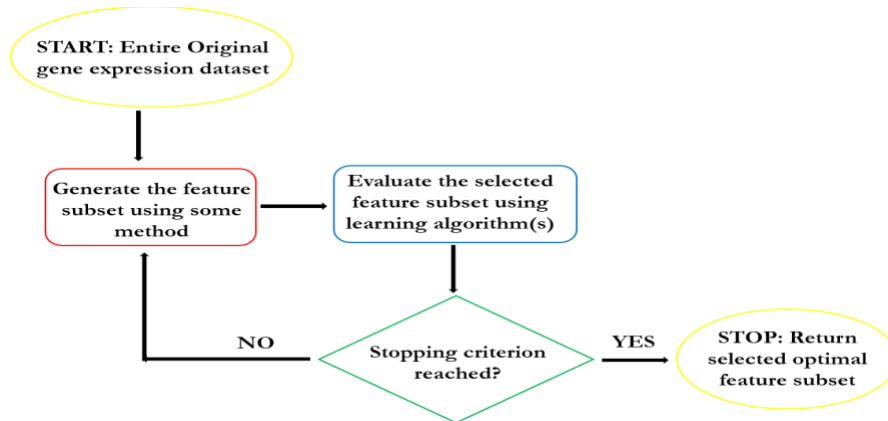 START: Entire Original
gene expression dataset
Generate the feature
subset using some
method
Evaluate the selected
feature subset using
learning algorithm(s)
Stopping criterion
reached?
NO
YES
STOP: Return
selected optimal
feature subset